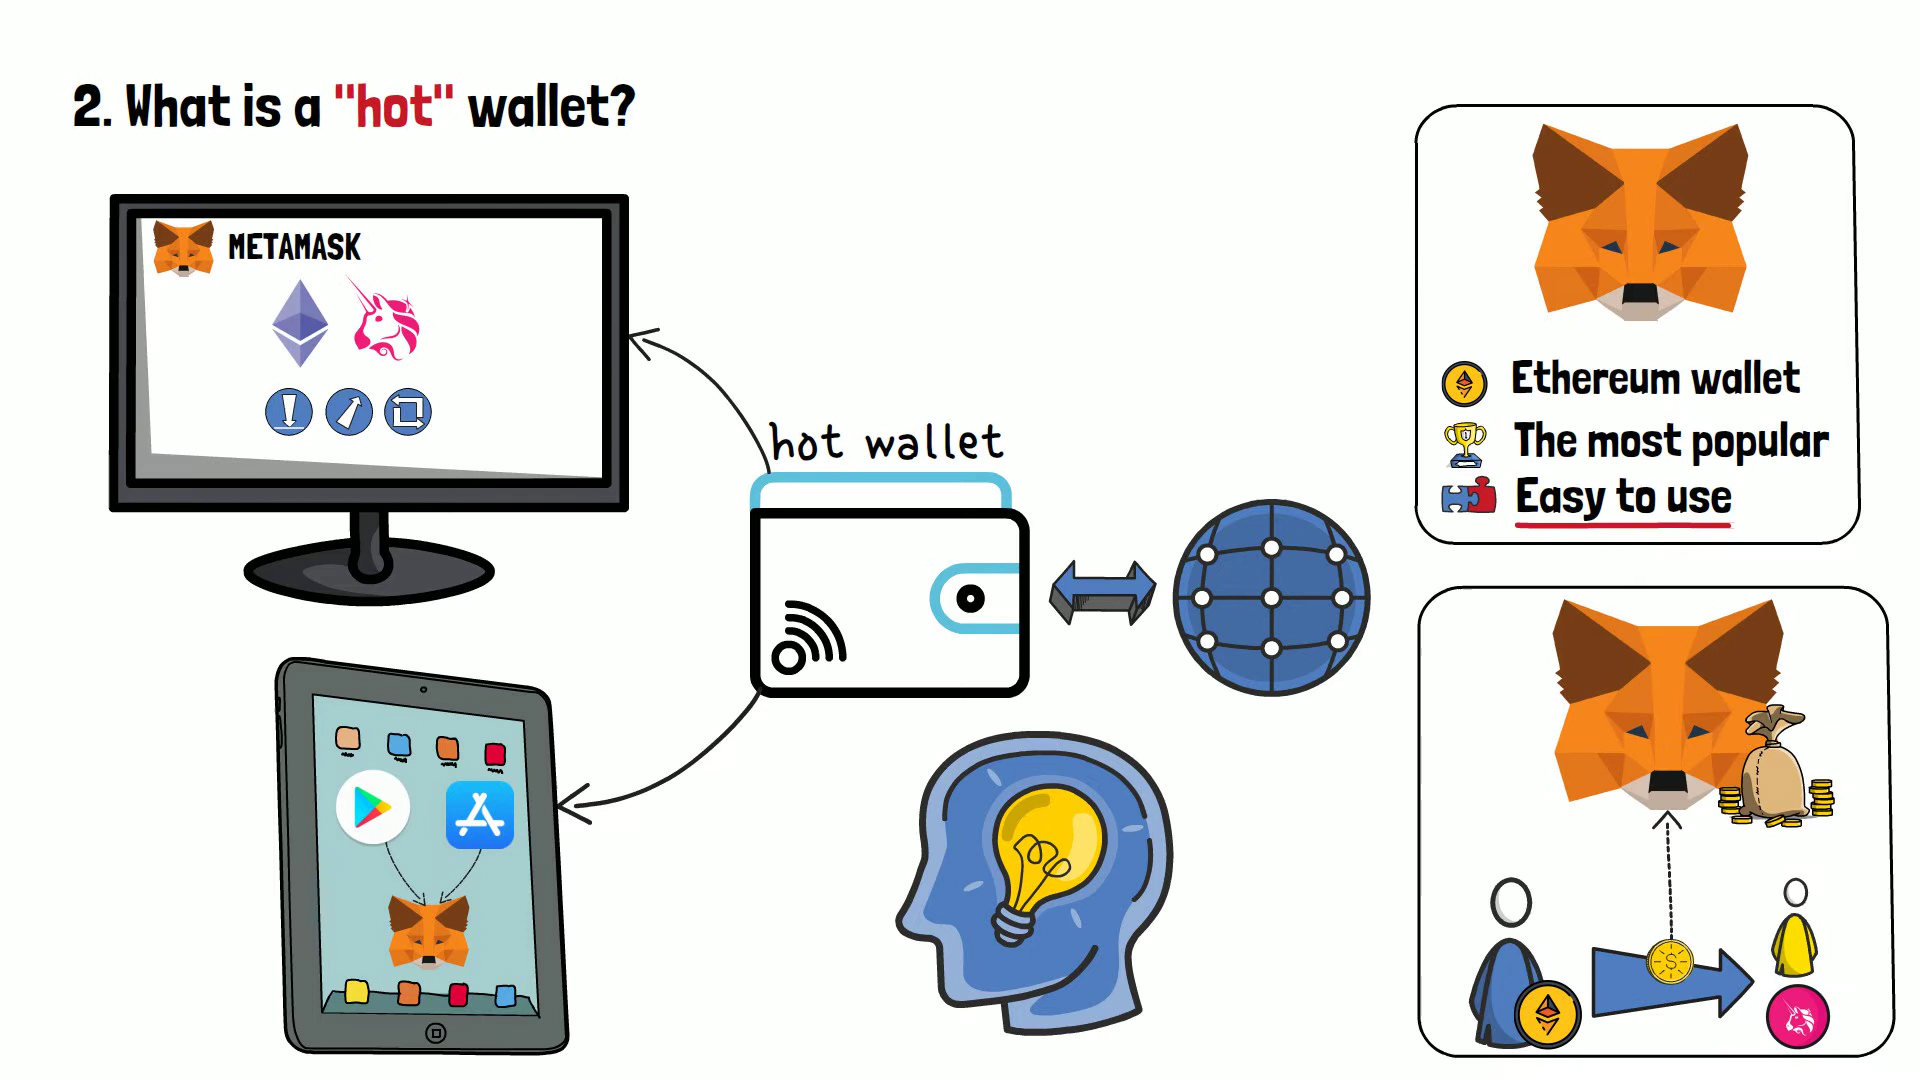 2. What is a "hot" wallet?
METAMASK
hot wallet
Ethereum wallet
The most popular
Easy to use